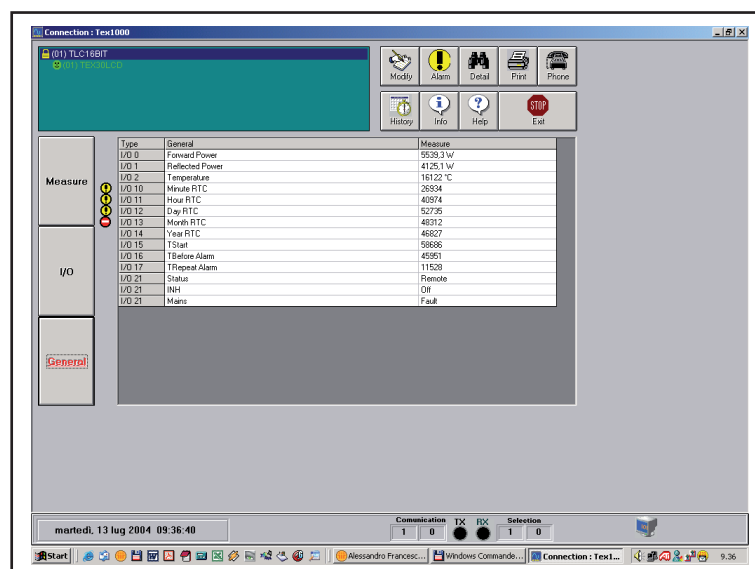 Connection : Tex1000
(01) TLC16BIT
(01) TEX30LCD
Modify Alarm Detail Print Phone
History Info Help STOP Exit
Measure
I/O
General
Type General Measure
I/O 0 Forward Power 5539,3 W
I/O 1 Reflected Power 4125,1 W
I/O 2 Temperature 16122 °C
I/O 10 Minute RTC 26934
I/O 11 Hour RTC 40974
I/O 12 Day RTC 52735
I/O 13 Month RTC 48312
I/O 14 Year RTC 46827
I/O 15 TStart 58686
I/O 16 TBefore Alarm 45951
I/O 17 TRepeat Alarm 11528
I/O 21 Status Remote
I/O 21 INH Off
I/O 21 Mains Fault
martedì, 13 lug 2004 09:36:40
Comunication TX RX Selection
1 0 1 0
Start Alessandro Francesc... Windows Commande... Connection : Tex1... 9.36